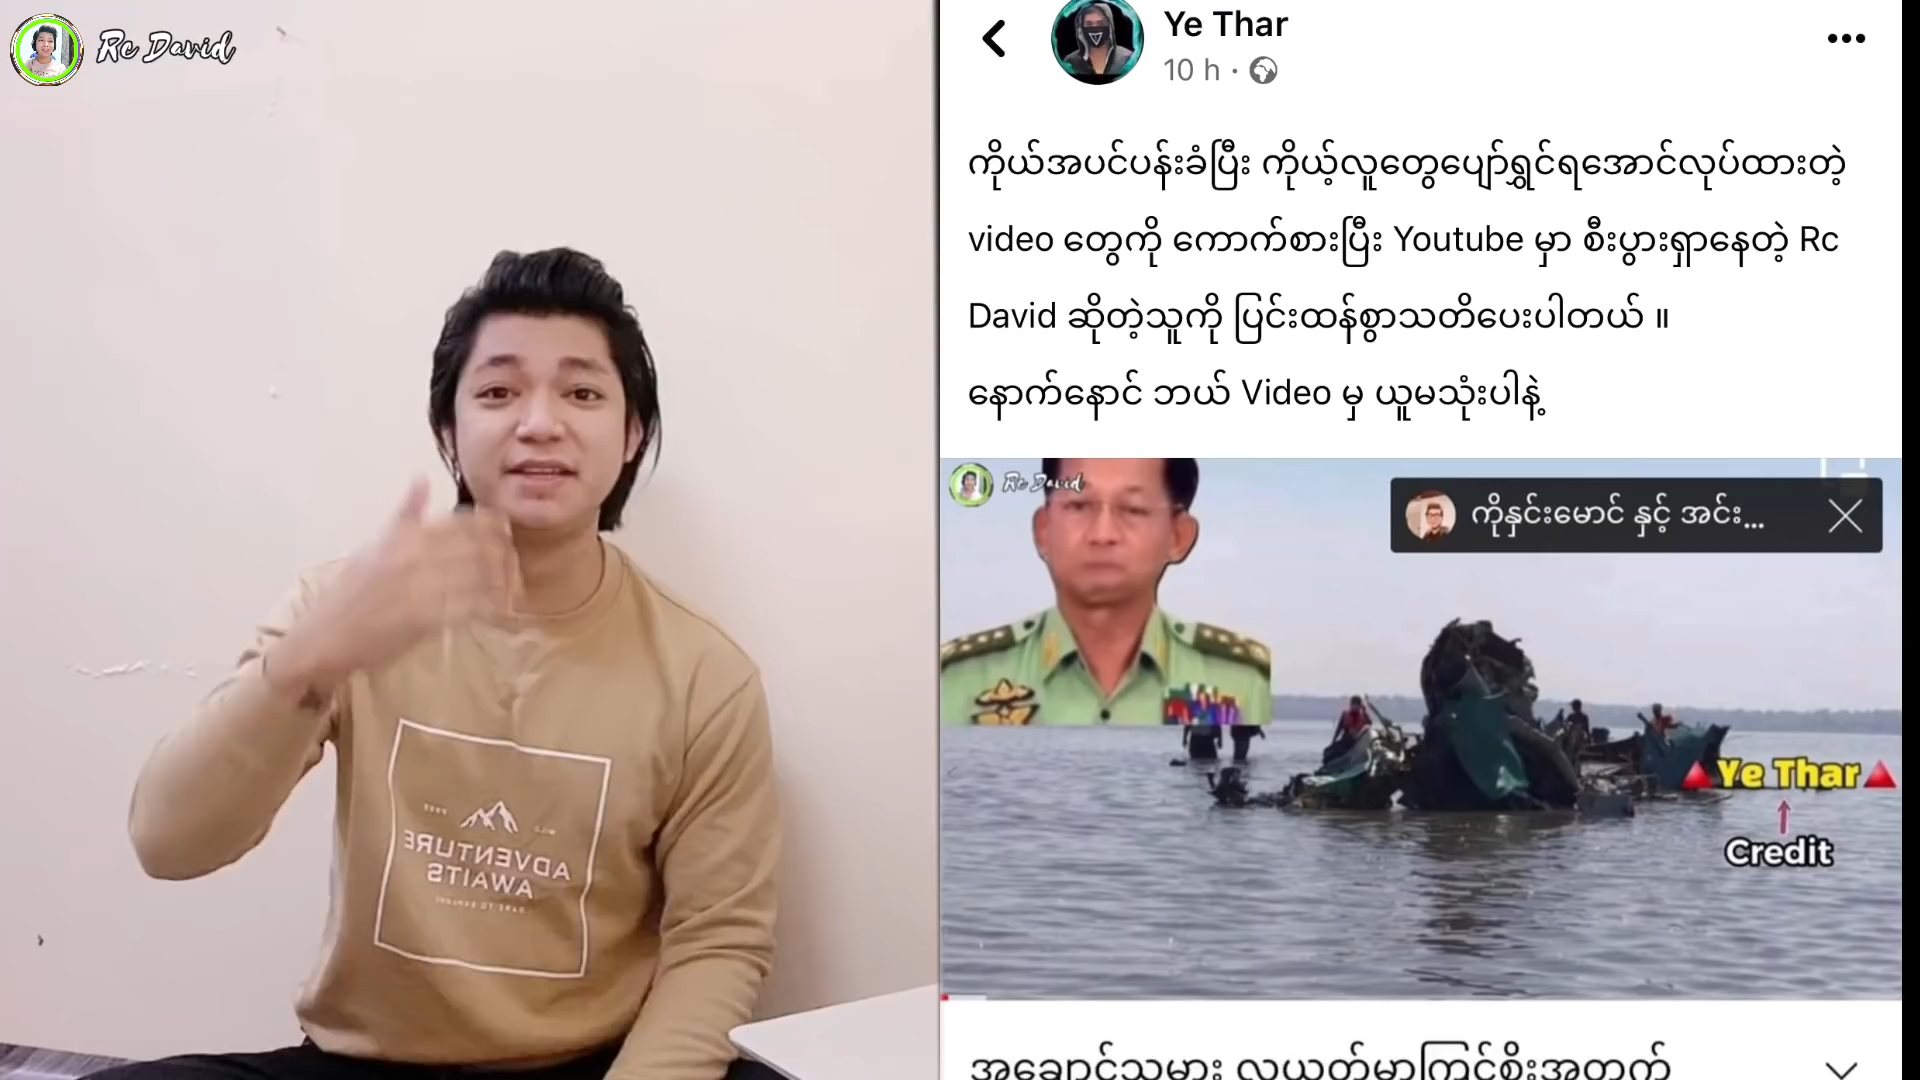 Rc David
Ye Thar
10 h ·
ကိုယ်အပင်ပန်းခံပြီး ကိုယ့်လူတွေပျော်ရွှင်ရအောင်လုပ်ထားတဲ့
video တွေကို ကောက်စားပြီး Youtube မှာ စီးပွားရှာနေတဲ့ Rc
David ဆိုတဲ့သူကို ပြင်းထန်စွာသတိပေးပါတယ် ။
နောက်နောင် ဘယ် Video မှ ယူမသုံးပါနဲ့
Rc David
ကိုနှင်းမောင် နှင့် အင်း...
Ye Thar
Credit
FREE
WILD
ADVENTURE
AWAITS